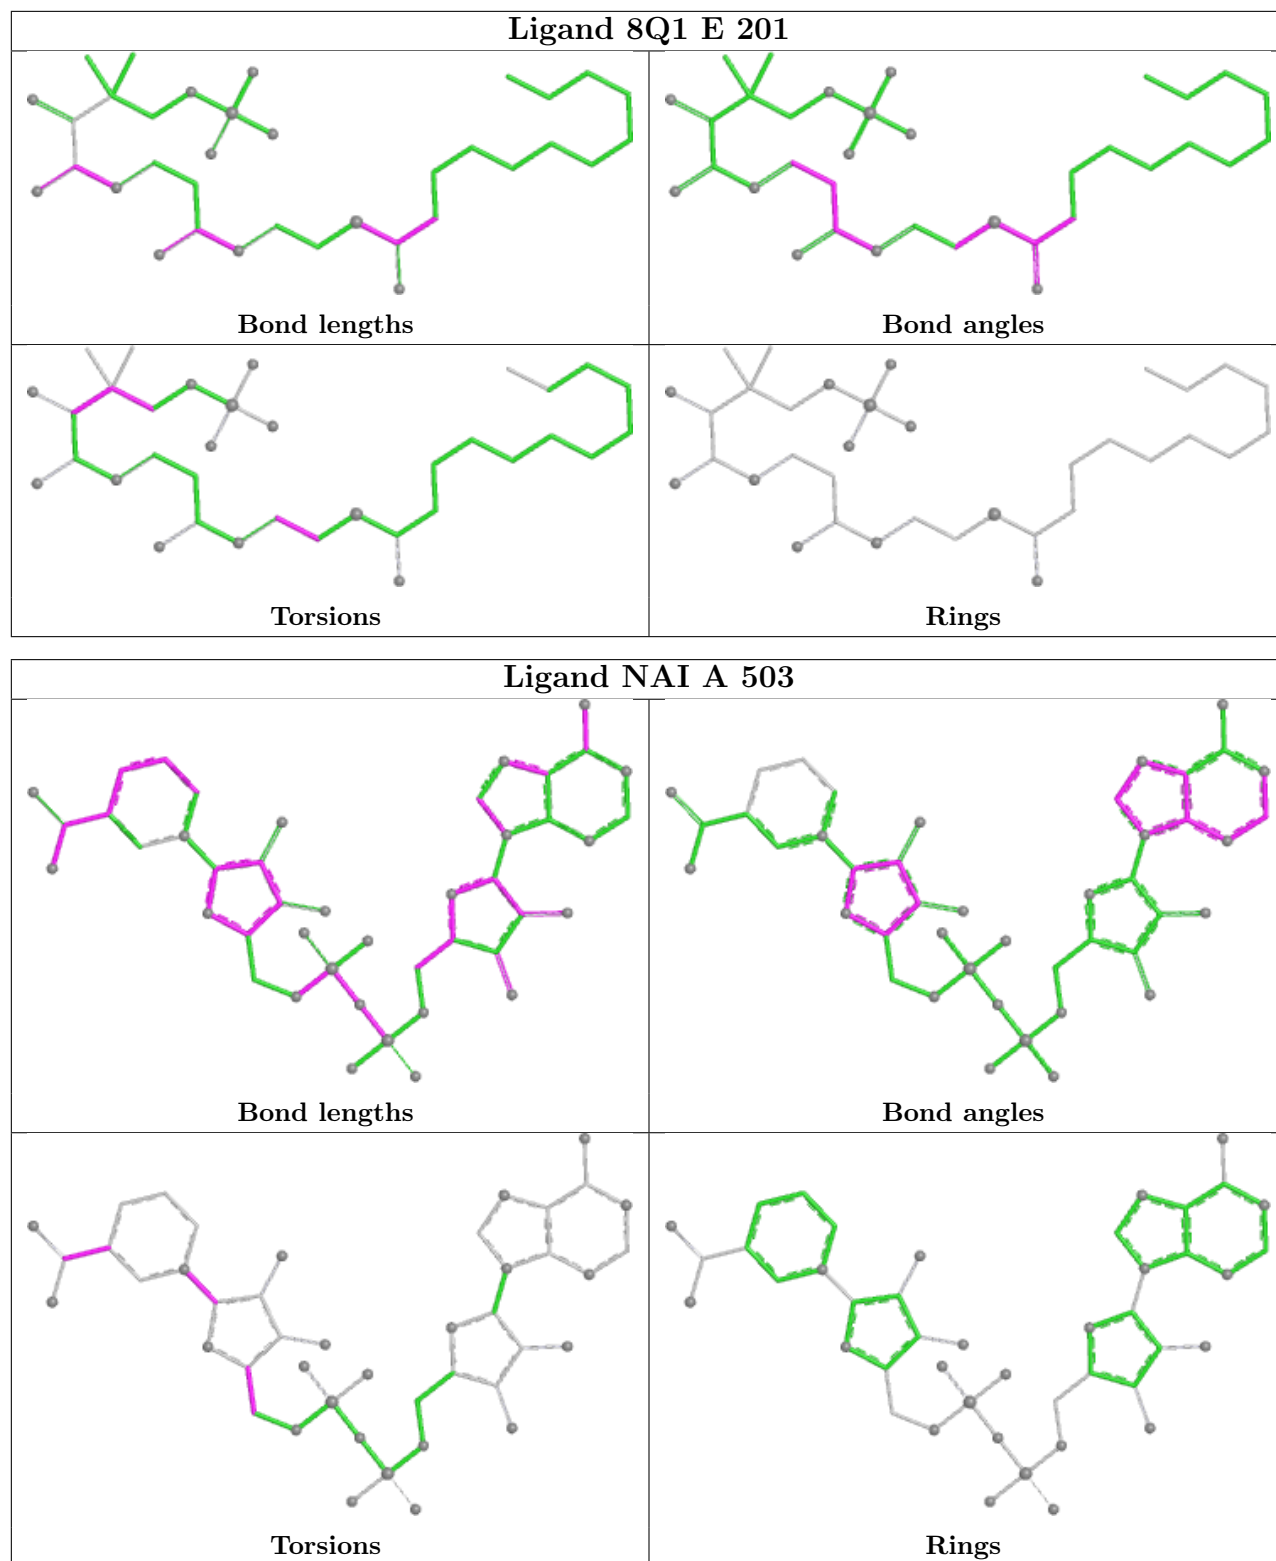 Ligand 8Q1 E 201
Bond lengths
Bond angles
Torsions
Rings
Ligand NAI A 503
Bond lengths
Bond angles
Torsions
Rings